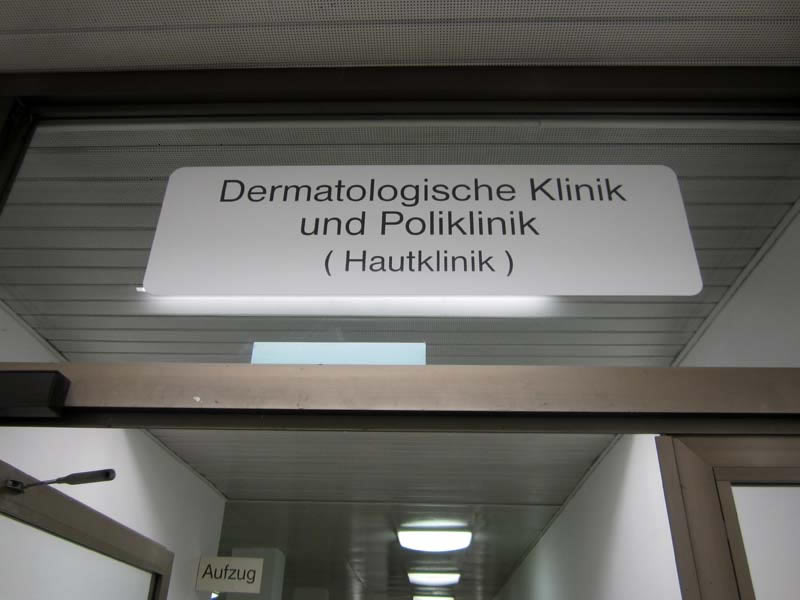 Dermatologische Klinik
und Poliklinik
( Hautklinik )
Aufzug